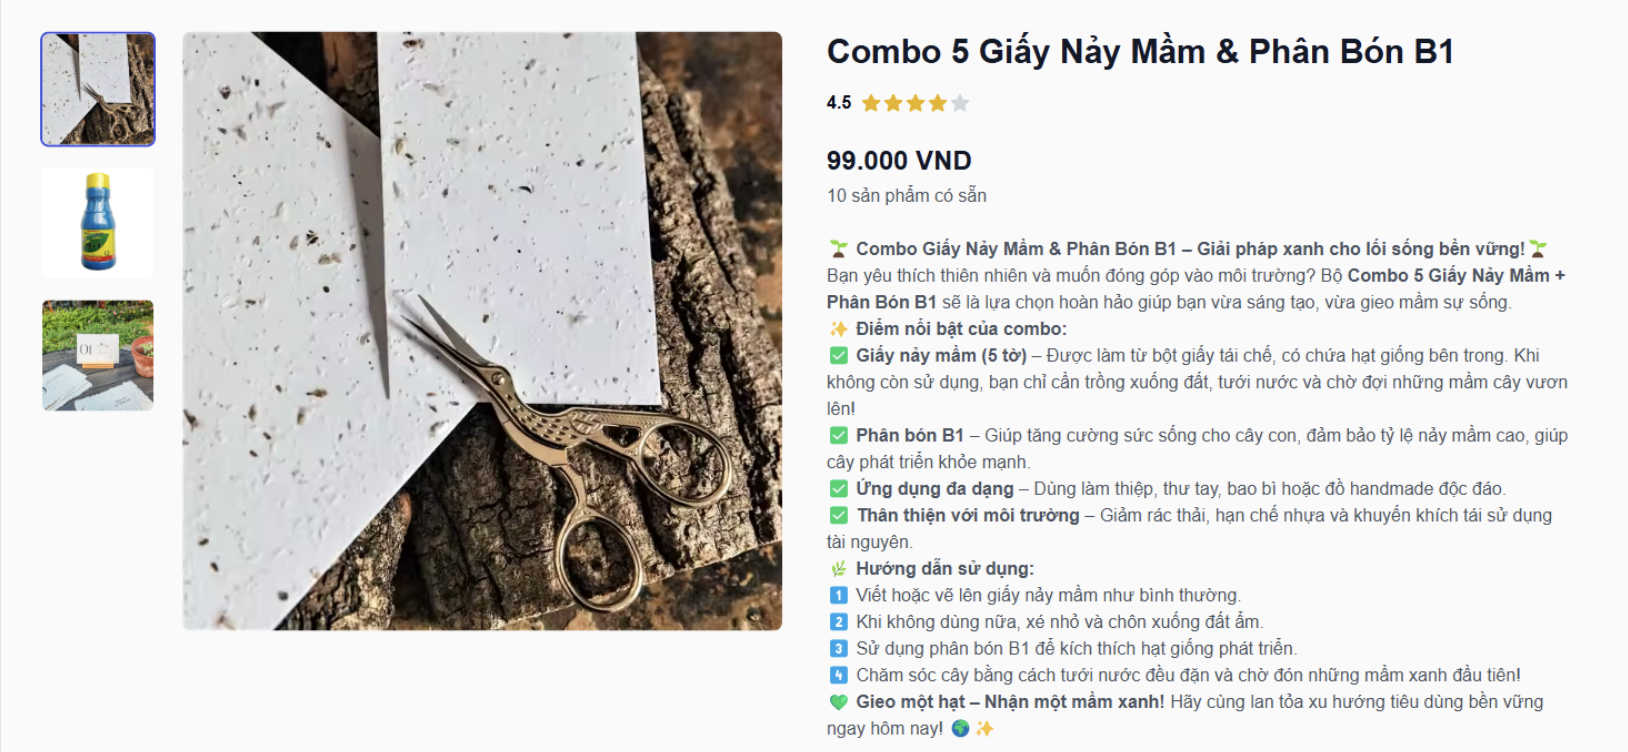 Combo 5 Giấy Nảy Mầm & Phân Bón B1
4.5
99.000 VND
10 sản phẩm có sẵn
🌱 Combo Giấy Nảy Mầm & Phân Bón B1 – Giải pháp xanh cho lối sống bền vững! 🌱
Bạn yêu thích thiên nhiên và muốn đóng góp vào môi trường? Bộ Combo 5 Giấy Nảy Mầm +
Phân Bón B1 sẽ là lựa chọn hoàn hảo giúp bạn vừa sáng tạo, vừa gieo mầm sự sống.
✨ Điểm nổi bật của combo:
✅ Giấy nảy mầm (5 tờ) – Được làm từ bột giấy tái chế, có chứa hạt giống bên trong. Khi
không còn sử dụng, bạn chỉ cần trồng xuống đất, tưới nước và chờ đợi những mầm cây vươn
lên!
✅ Phân bón B1 – Giúp tăng cường sức sống cho cây con, đảm bảo tỷ lệ nảy mầm cao, giúp
cây phát triển khỏe mạnh.
✅ Ứng dụng đa dạng – Dùng làm thiệp, thư tay, bao bì hoặc đồ handmade độc đáo.
✅ Thân thiện với môi trường – Giảm rác thải, hạn chế nhựa và khuyến khích tái sử dụng
tài nguyên.
🌿 Hướng dẫn sử dụng:
1️⃣ Viết hoặc vẽ lên giấy nảy mầm như bình thường.
2️⃣ Khi không dùng nữa, xé nhỏ và chôn xuống đất ẩm.
3️⃣ Sử dụng phân bón B1 để kích thích hạt giống phát triển.
4️⃣ Chăm sóc cây bằng cách tưới nước đều đặn và chờ đón những mầm xanh đầu tiên!
💚 Gieo một hạt – Nhận một mầm xanh! Hãy cùng lan tỏa xu hướng tiêu dùng bền vững
ngay hôm nay! 🌍 ✨